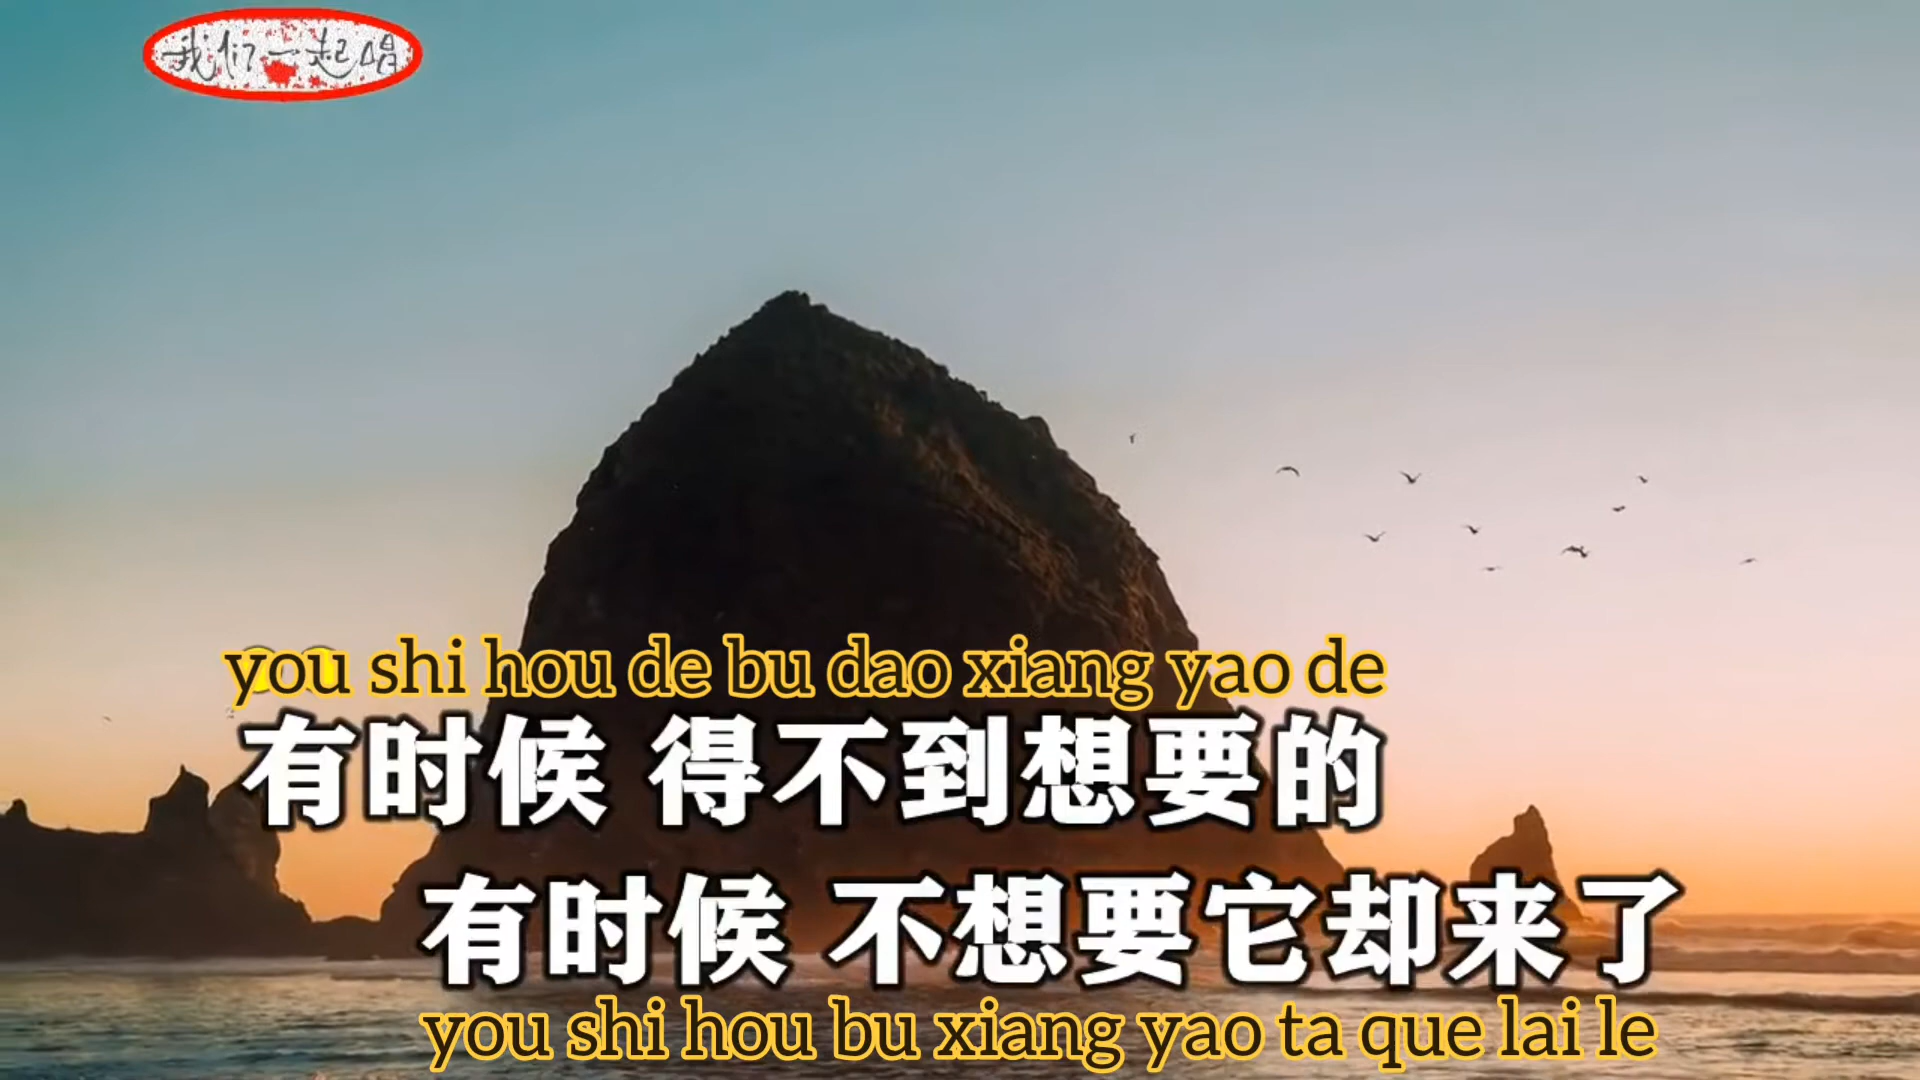 我们一起唱
you shi hou de bu dao xiang yao de
有时候 得不到想要的
有时候 不想要它却来了
you shi hou bu xiang yao ta que lai le